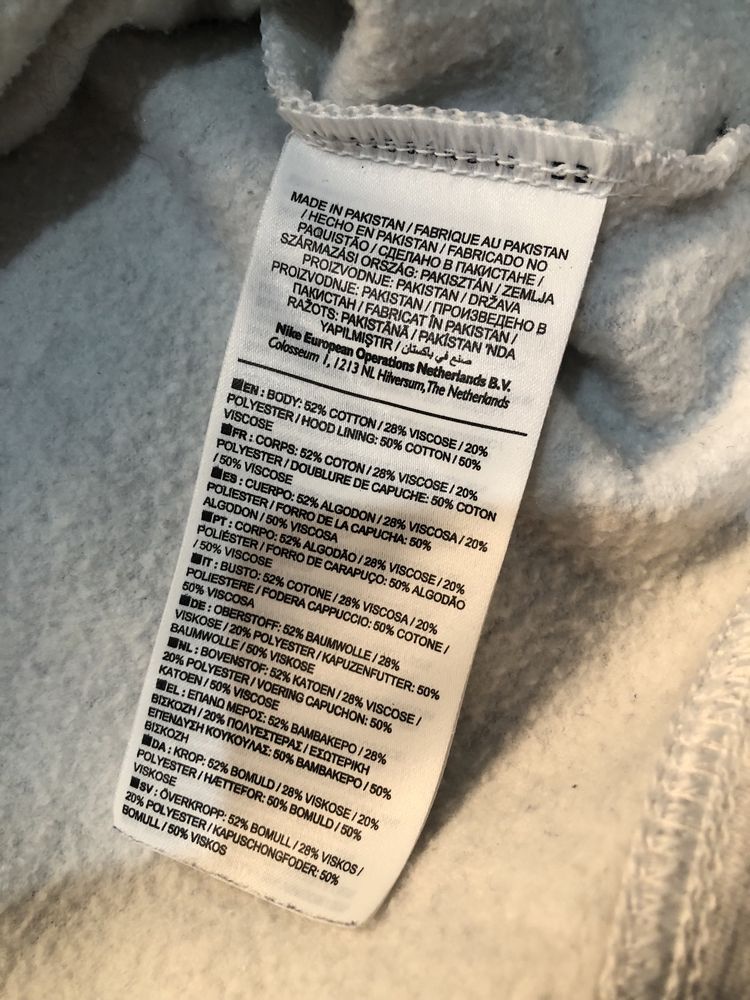 MADE IN PAKISTAN / FABRIQUE AU PAKISTAN
/ HECHO EN PAKISTAN / FABRICADO NO
PAQUISTÃO / СДЕЛАНО В ПАКИСТАНЕ /
SZÁRMAZÁSI ORSZÁG: PAKISZTÁN / ZEMLJA
PROIZVODNJE: PAKISTAN / DRŽAVA
PROIZVODNJE: PAKISTAN / ПРОИЗВЕДЕНО В
ПАКИСТАН / FABRICAT ÎN PAKISTAN /
RAŽOTS: PAKISTĀNĀ / PAKİSTAN 'NDA
YAPILMIŞTIR / صنع في باكستان
Nike European Operations Netherlands B.V.
Colosseum 1, 1213 NL Hilversum, The Netherlands
EN : BODY: 52% COTTON / 28% VISCOSE / 20%
POLYESTER / HOOD LINING: 50% COTTON / 50%
VISCOSE
FR : CORPS: 52% COTON / 28% VISCOSE / 20%
POLYESTER / DOUBLURE DE CAPUCHE: 50% COTON
/ 50% VISCOSE
ES : CUERPO: 52% ALGODON / 28% VISCOSA / 20%
POLIESTER / FORRO DE LA CAPUCHA: 50%
ALGODON / 50% VISCOSA
PT : CORPO: 52% ALGODÃO / 28% VISCOSE / 20%
POLIÉSTER / FORRO DE CARAPUÇO: 50% ALGODÃO
/ 50% VISCOSE
IT : BUSTO: 52% COTONE / 28% VISCOSA / 20%
POLIESTERE / FODERA CAPPUCCIO: 50% COTONE /
50% VISCOSA
DE : OBERSTOFF: 52% BAUMWOLLE / 28%
VISKOSE / 20% POLYESTER / KAPUZENFUTTER: 50%
BAUMWOLLE / 50% VISKOSE
NL : BOVENSTOF: 52% KATOEN / 28% VISCOSE /
20% POLYESTER / VOERING CAPUCHON: 50%
KATOEN / 50% VISCOSE
EL : ΕΠΑΝΩ ΜΕΡΟΣ: 52% ΒΑΜΒΑΚΕΡΟ / 28%
ΒΙΣΚΟΖΗ / 20% ΠΟΛΥΕΣΤΕΡΑΣ / ΕΣΩΤΕΡΙΚΗ
ΕΠΕΝΔΥΣΗ ΚΟΥΚΟΥΛΑΣ: 50% ΒΑΜΒΑΚΕΡΟ / 50%
ΒΙΣΚΟΖΗ
DA : KROP: 52% BOMULD / 28% VISKOSE / 20%
POLYESTER / HÆTTEFOR: 50% BOMULD / 50%
VISKOSE
SV : ÖVERKROPP: 52% BOMULL / 28% VISKOS /
20% POLYESTER / KAPUSCHONGFODER: 50%
BOMULL / 50% VISKOS